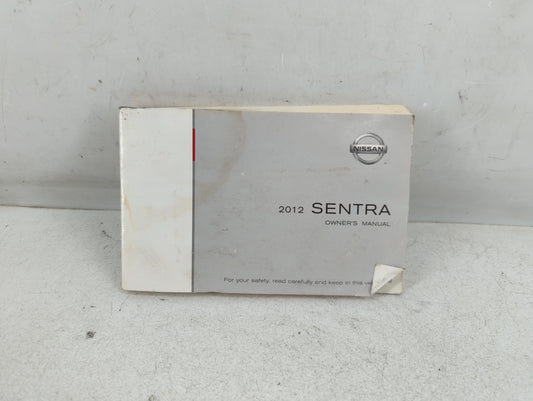 NISSAN
2012 SENTRA
OWNER'S MANUAL
For your safety, read carefully and keep in this